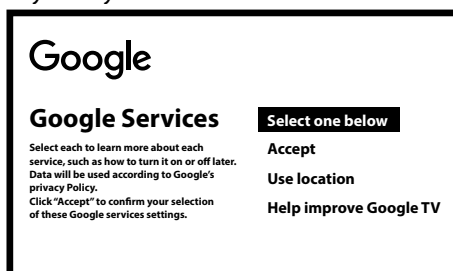 Google
Google Services
Select each to learn more about each
service, such as how to turn it on or off later.
Data will be used according to Google's
privacy Policy.
Click “Accept” to confirm your selection
of these Google services settings.
Select one below
Accept
Use location
Help improve Google TV